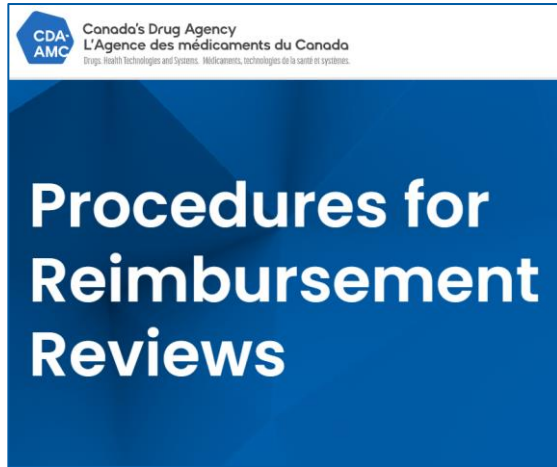 CDA-
AMC
Canada's Drug Agency
L'Agence des médicaments du Canada
Drugs. Health Technologies and Systems. Médicaments, technologies de la santé et systèmes.
Procedures for
Reimbursement
Reviews